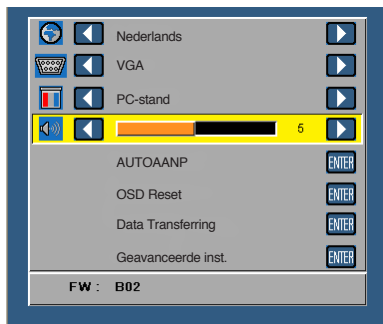 Nederlands
VGA
PC-stand
5
AUTOAANP ENTER
OSD Reset ENTER
Data Transferring ENTER
Geavanceerde inst. ENTER
FW : B02